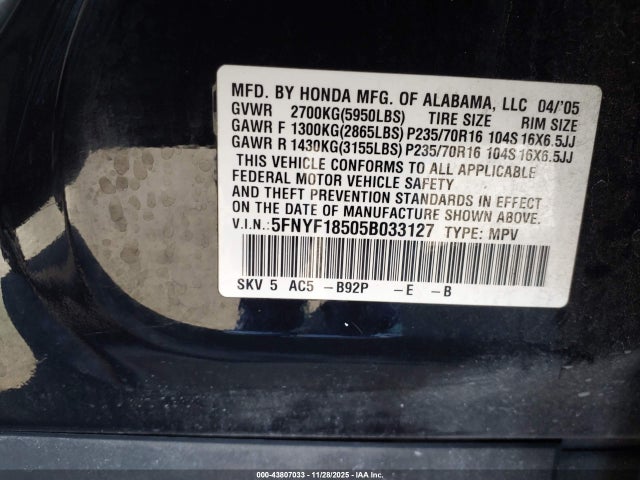 MFD. BY HONDA MFG. OF ALABAMA, LLC 04/'05
GVWR 2700KG(5950LBS) TIRE SIZE RIM SIZE
GAWR F 1300KG(2865LBS) P235/70R16 104S 16X6.5JJ
GAWR R 1430KG(3155LBS) P235/70R16 104S 16X6.5JJ
THIS VEHICLE CONFORMS TO ALL APPLICABLE
FEDERAL MOTOR VEHICLE SAFETY
AND THEFT PREVENTION STANDARDS IN EFFECT
ON THE DATE OF MANUFACTURE SHOWN ABOVE.
V.I.N.: 5FNYF18505B033127 TYPE: MPV
SKV 5 AC5 -B92P -E -B
000-43807033 - 11/28/2025 - Copyright © IAA, Inc.